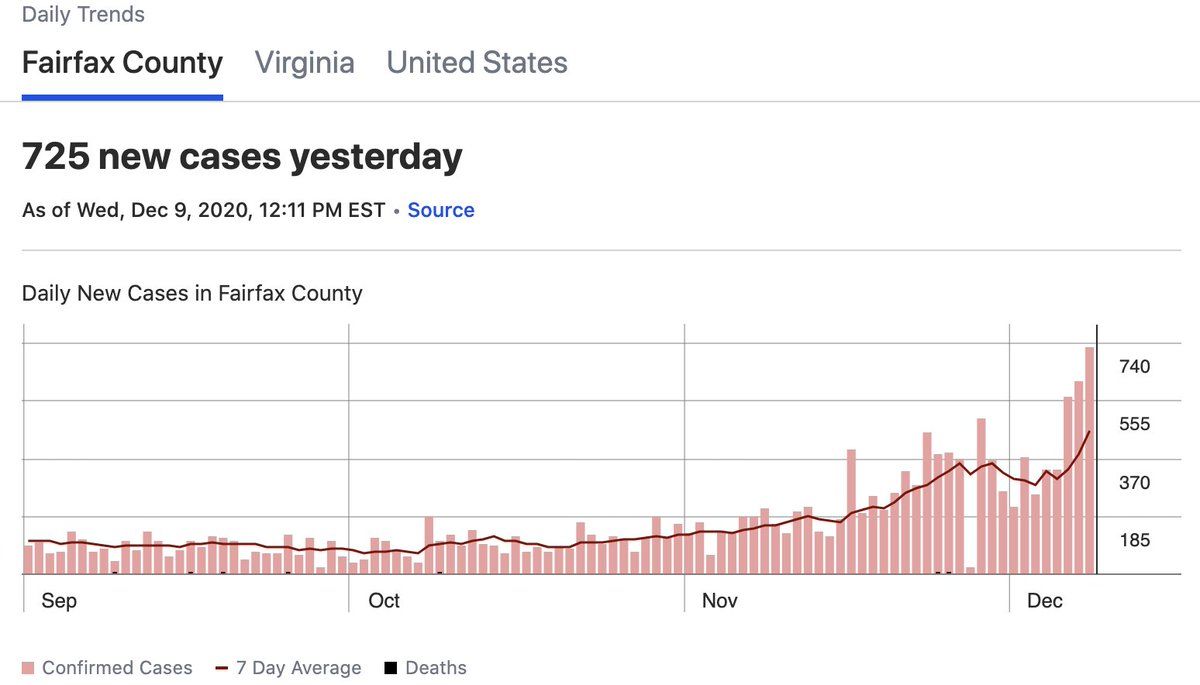 Daily Trends
Fairfax County Virginia United States
725 new cases yesterday
As of Wed, Dec 9, 2020, 12:11 PM EST • Source
Daily New Cases in Fairfax County
740
555
370
185
Sep Oct Nov Dec
Confirmed Cases 7 Day Average Deaths